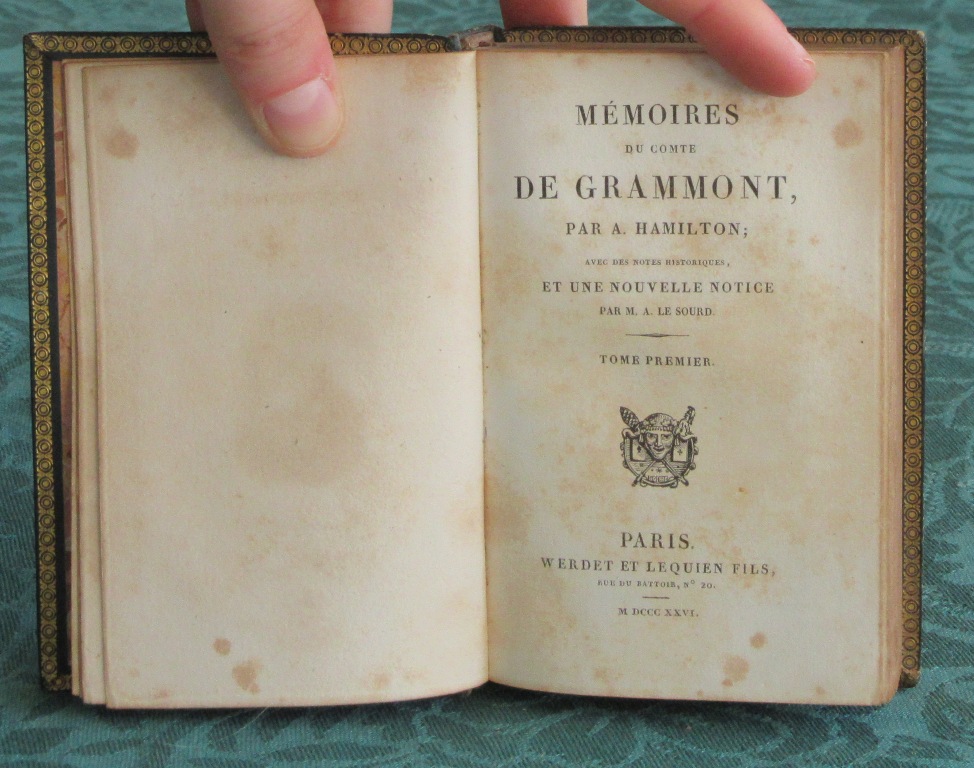 MÉMOIRES
DU COMTE
DE GRAMMONT,
PAR A. HAMILTON;
AVEC DES NOTES HISTORIQUES,
ET UNE NOUVELLE NOTICE
PAR M. A. LE SOURD.
TOME PREMIER.
PARIS.
WERDET ET LEQUIEN FILS,
RUE DU BATTOIR, N° 20.
M DCCC XXVI.